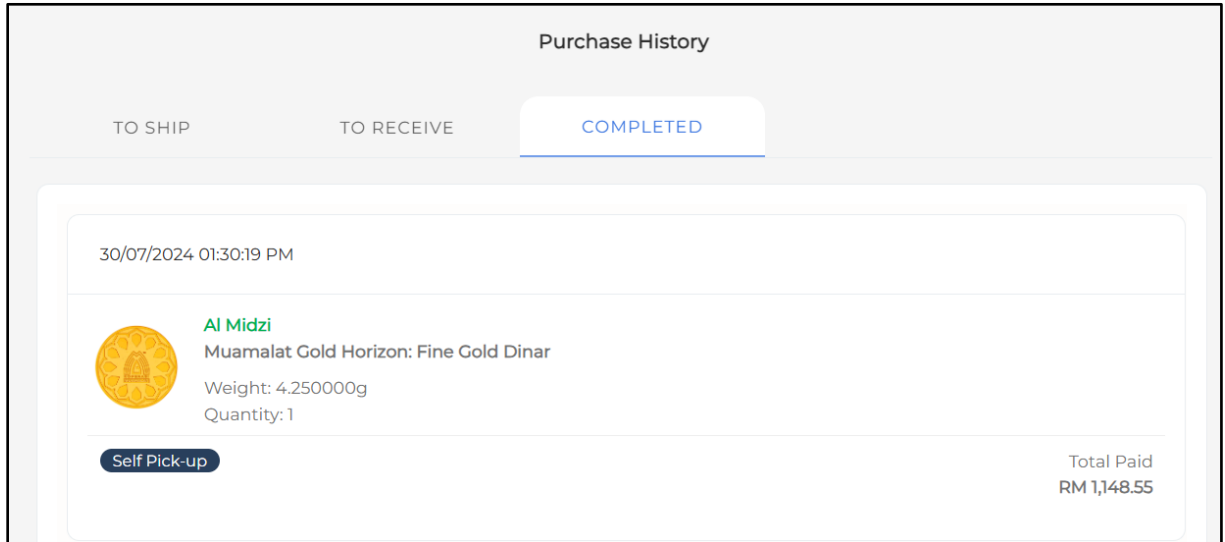 Purchase History
TO SHIP
TO RECEIVE
COMPLETED
30/07/2024 01:30:19 PM
Al Midzi
Muamalat Gold Horizon: Fine Gold Dinar
Weight: 4.250000g
Quantity: 1
Self Pick-up
Total Paid
RM 1,148.55